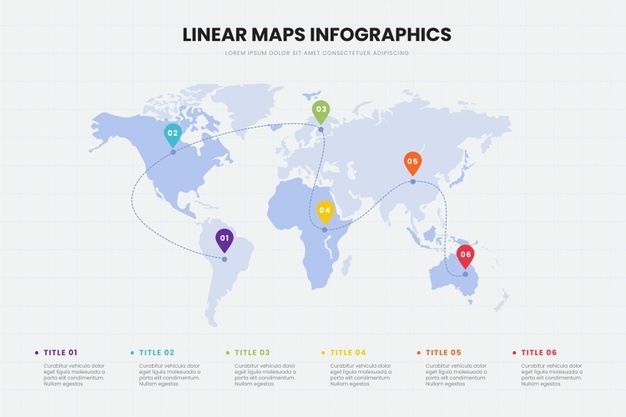 LINEAR MAPS INFOGRAPHICS
LOREM IPSUM DOLOR SIT AMET CONSECTETUER ADIPISCING
03
02
05
04
01
06
TITLE 01
Curabitur vehicula dolor
eget ligula malesuada a
porta elit condimentum.
Nullam egestas
TITLE 02
Curabitur vehicula dolor
eget ligula malesuada a
porta elit condimentum.
Nullam egestas
TITLE 03
Curabitur vehicula dolor
eget ligula malesuada a
porta elit condimentum.
Nullam egestas
TITLE 04
Curabitur vehicula dolor
eget ligula malesuada a
porta elit condimentum.
Nullam egestas
TITLE 05
Curabitur vehicula dolor
eget ligula malesuada a
porta elit condimentum.
Nullam egestas
TITLE 06
Curabitur vehicula dolor
eget ligula malesuada a
porta elit condimentum.
Nullam egestas